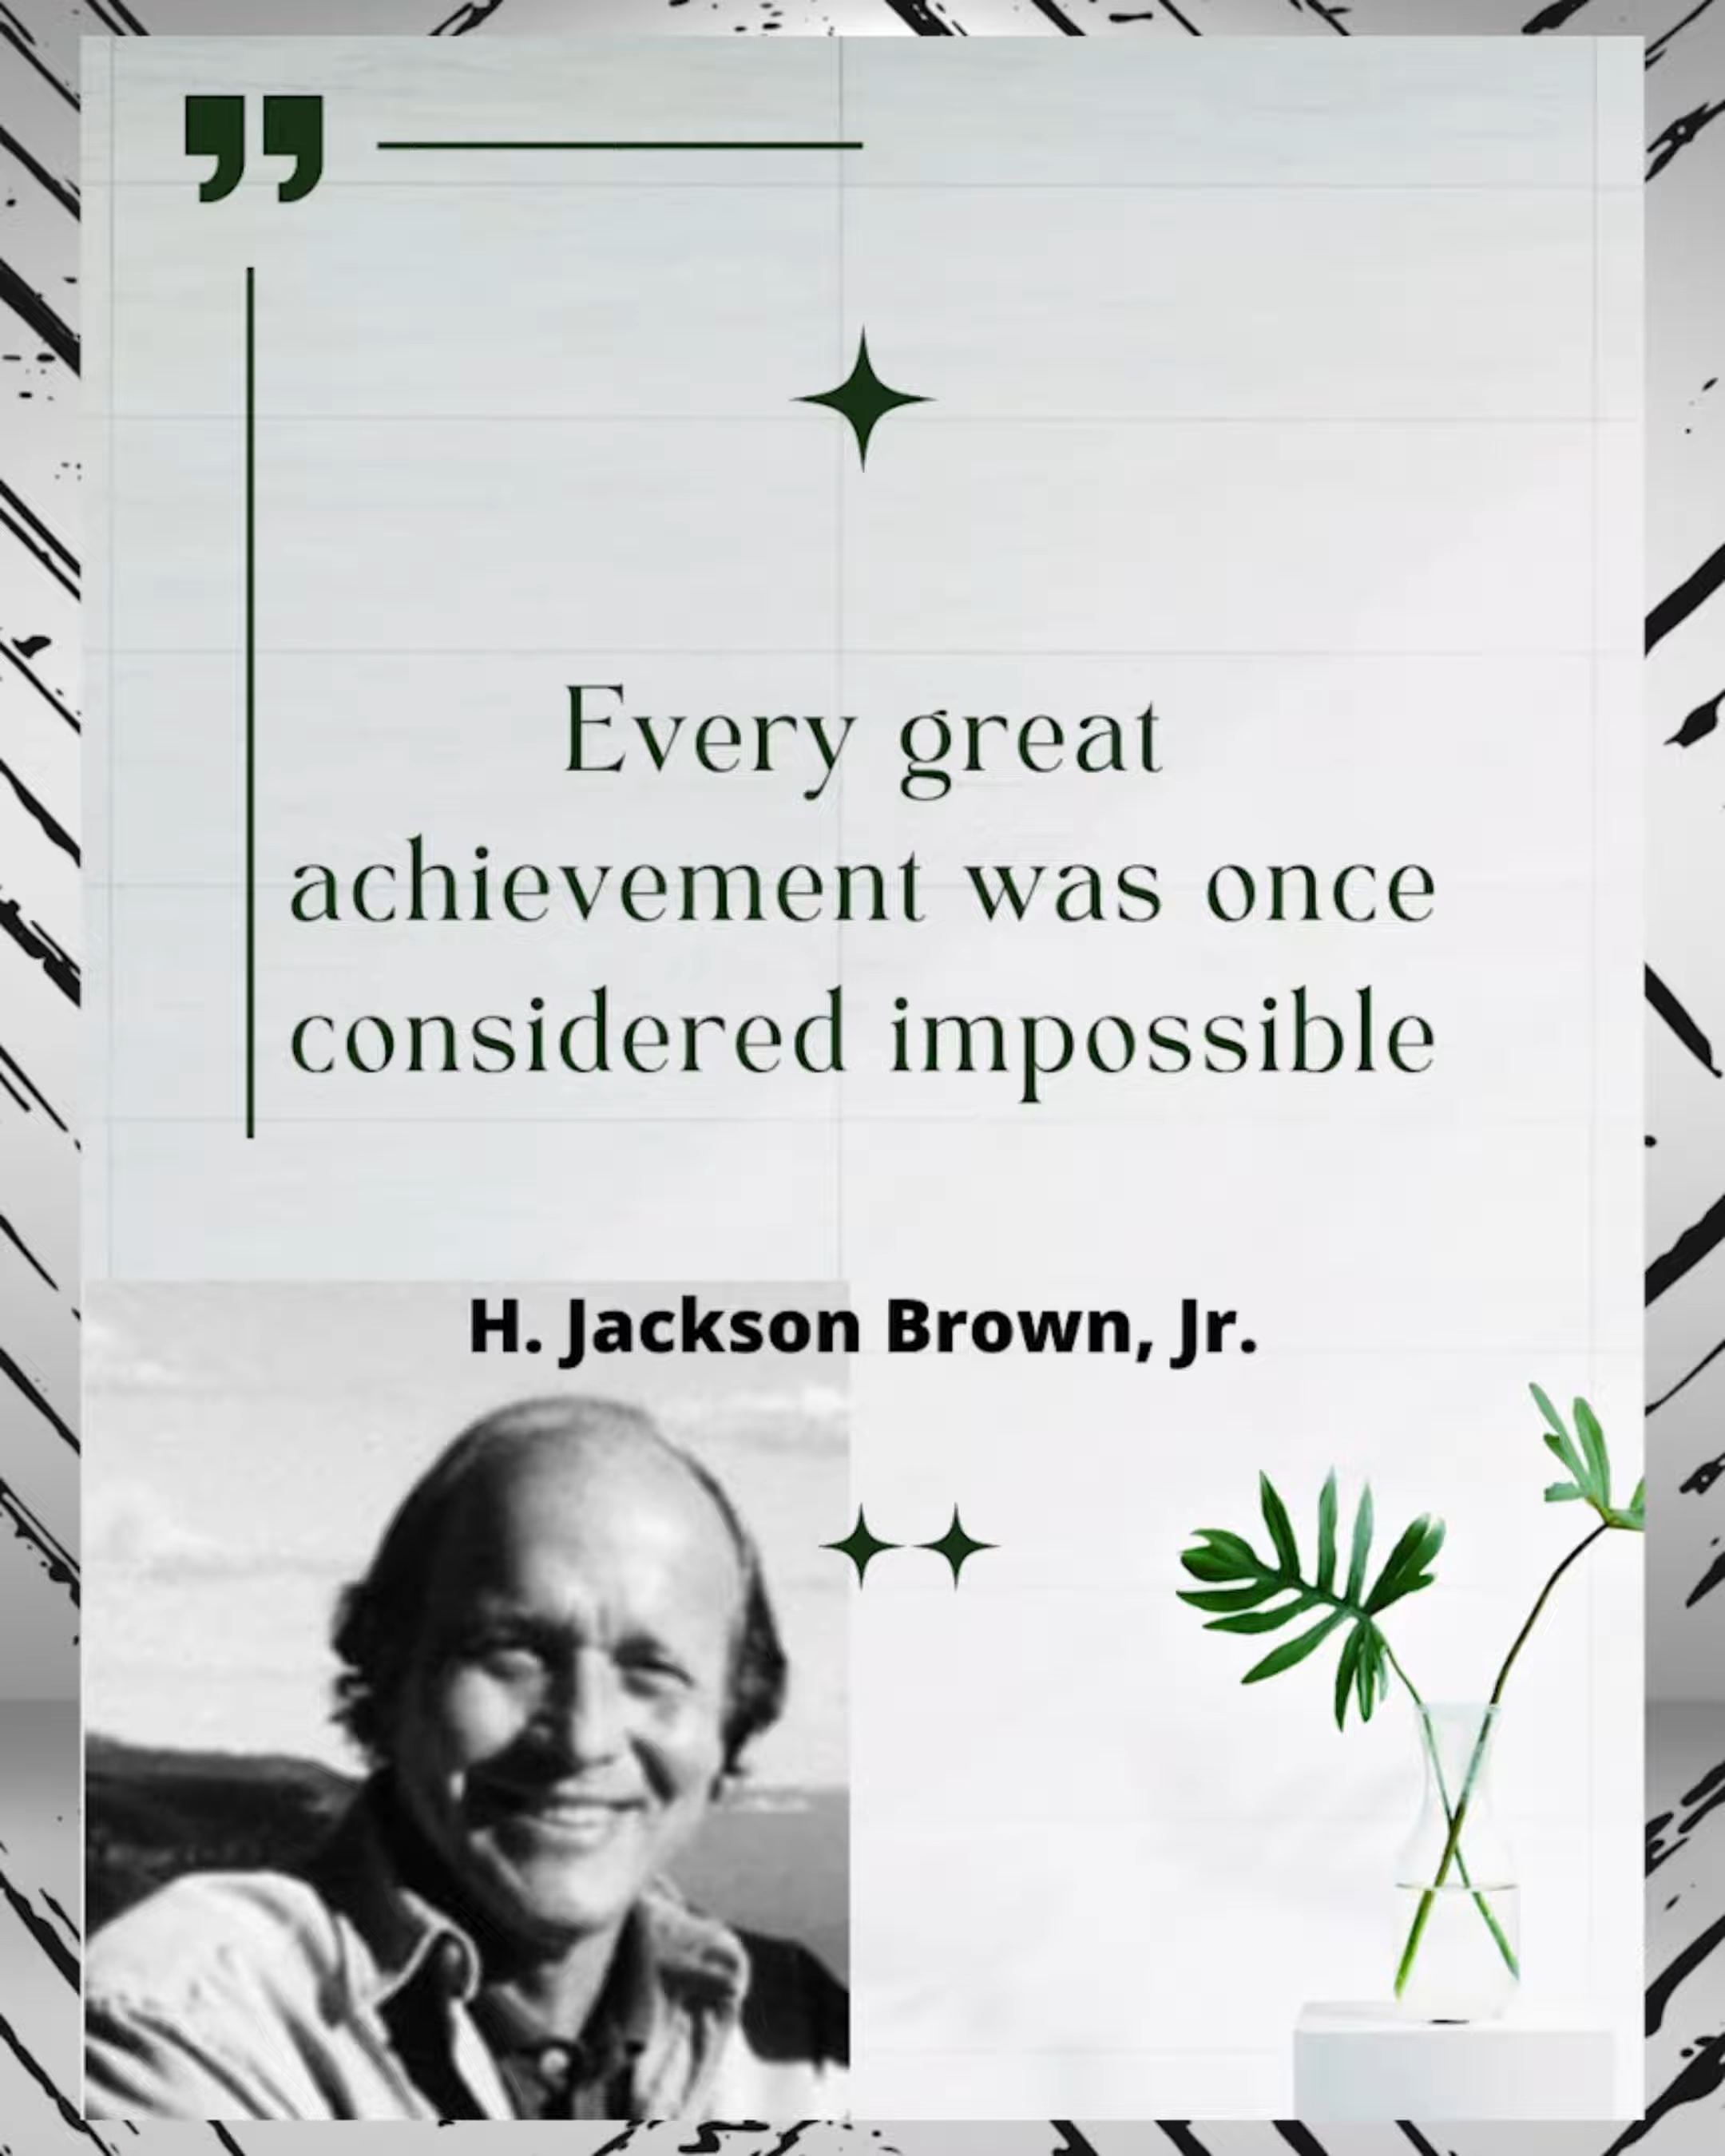 ”
Every great
achievement was once
considered impossible
H. Jackson Brown, Jr.